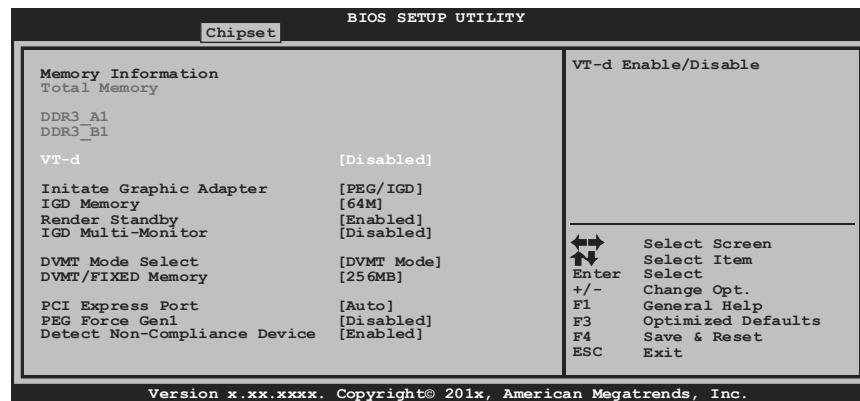 BIOS SETUP UTILITY
Chipset
Memory Information
Total Memory
DDR3_A1
DDR3_B1
VT-d [Disabled]
Initate Graphic Adapter [PEG/IGD]
IGD Memory [64M]
Render Standby [Enabled]
IGD Multi-Monitor [Disabled]
DVMT Mode Select [DVMT Mode]
DVMT/FIXED Memory [256MB]
PCI Express Port [Auto]
PEG Force Gen1 [Disabled]
Detect Non-Compliance Device [Enabled]
VT-d Enable/Disable
Select Screen
Select Item
Enter Select
+/- Change Opt.
F1 General Help
F3 Optimized Defaults
F4 Save & Reset
ESC Exit
Version x.xx.xxxx. Copyright© 201x, American Megatrends, Inc.